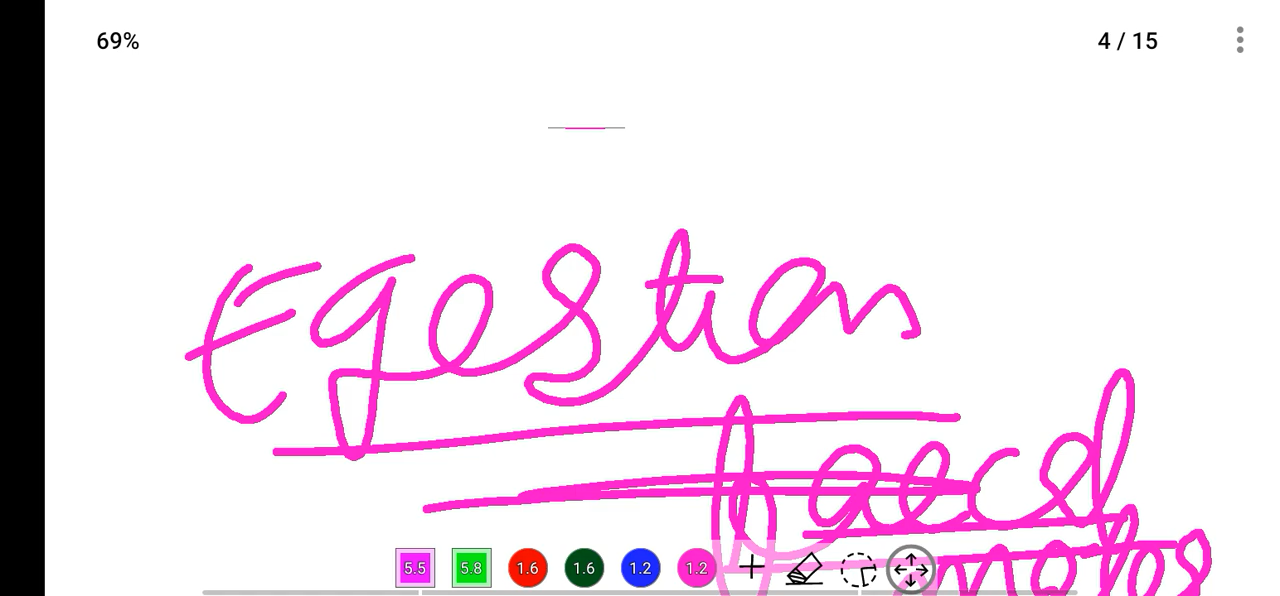 69%
4 / 15
Egestion
faecal
5.5 5.8 1.6 1.6 1.2 1.2